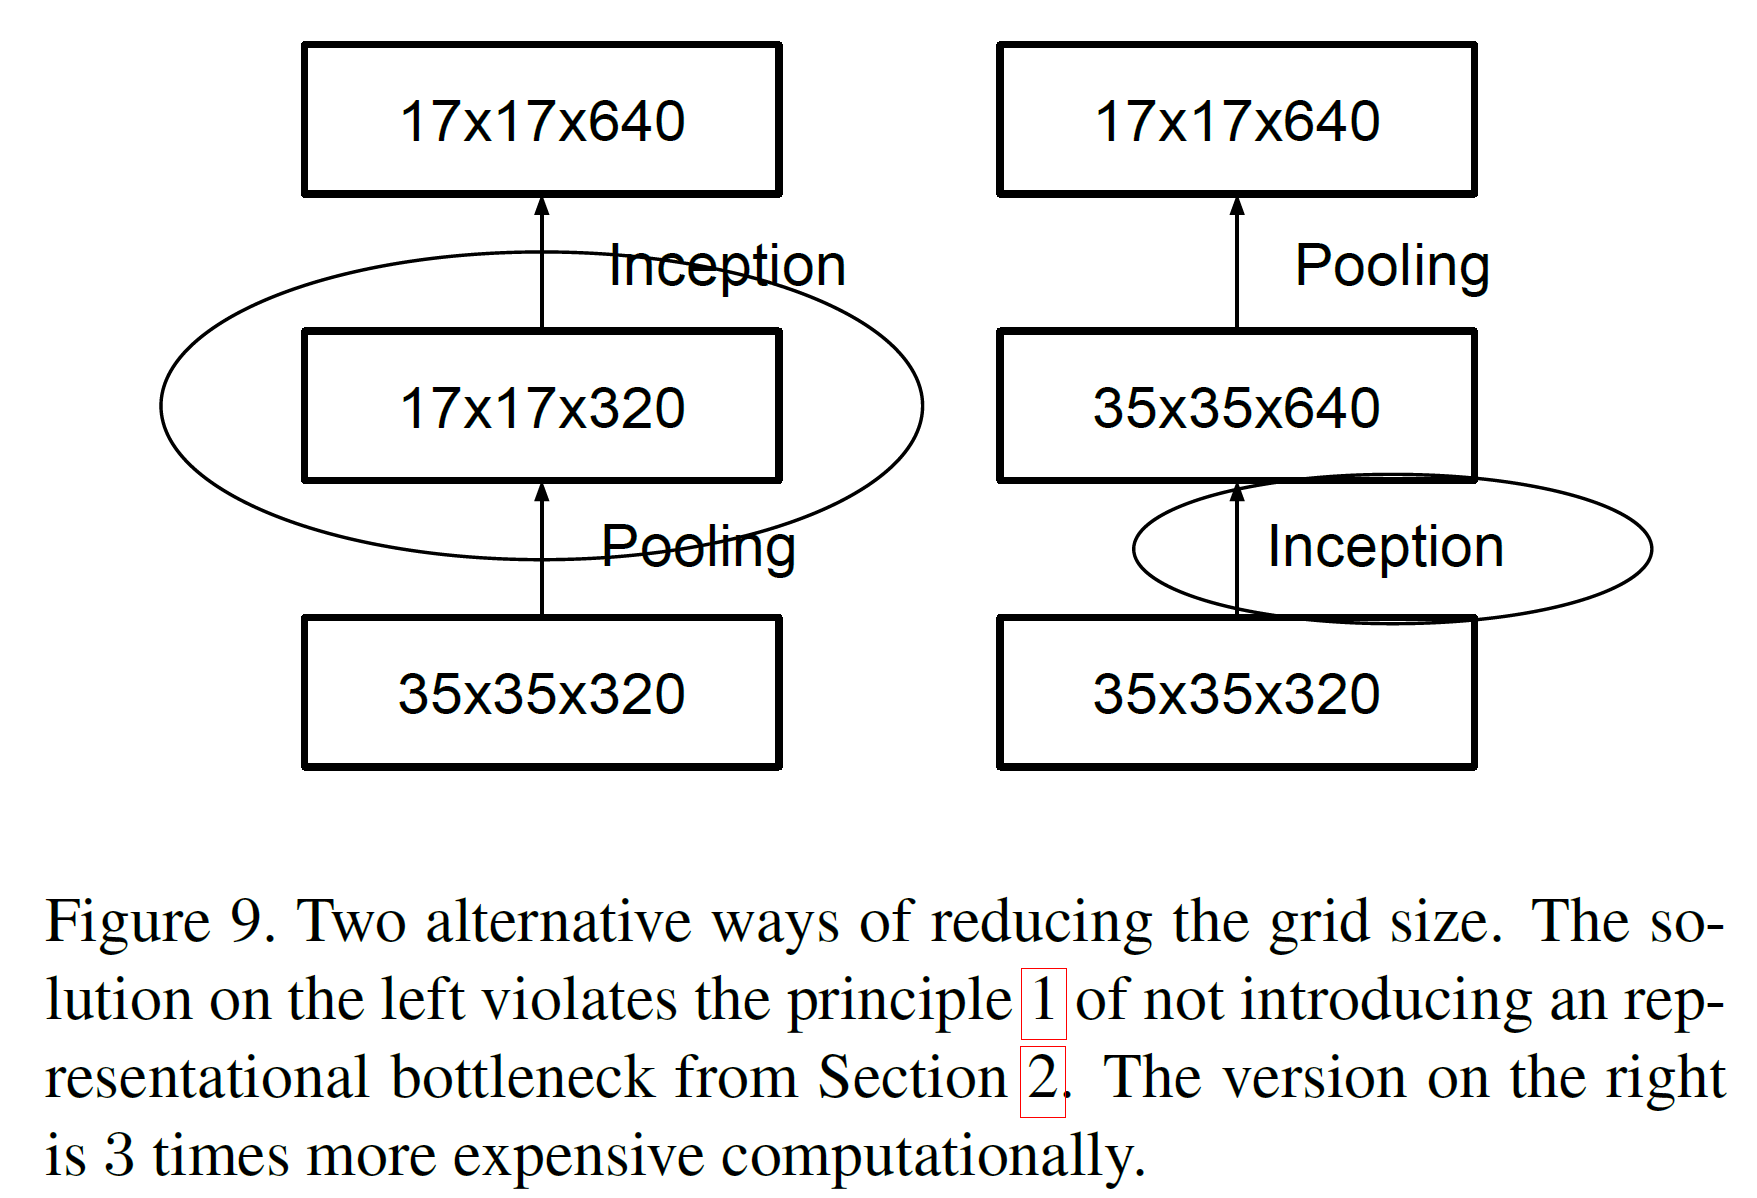 17x17x640
17x17x640
Inception
Pooling
17x17x320
35x35x640
Pooling
Inception
35x35x320
35x35x320
Figure 9. Two alternative ways of reducing the grid size. The so-
lution on the left violates the principle 1 of not introducing an rep-
resentational bottleneck from Section 2. The version on the right
is 3 times more expensive computationally.